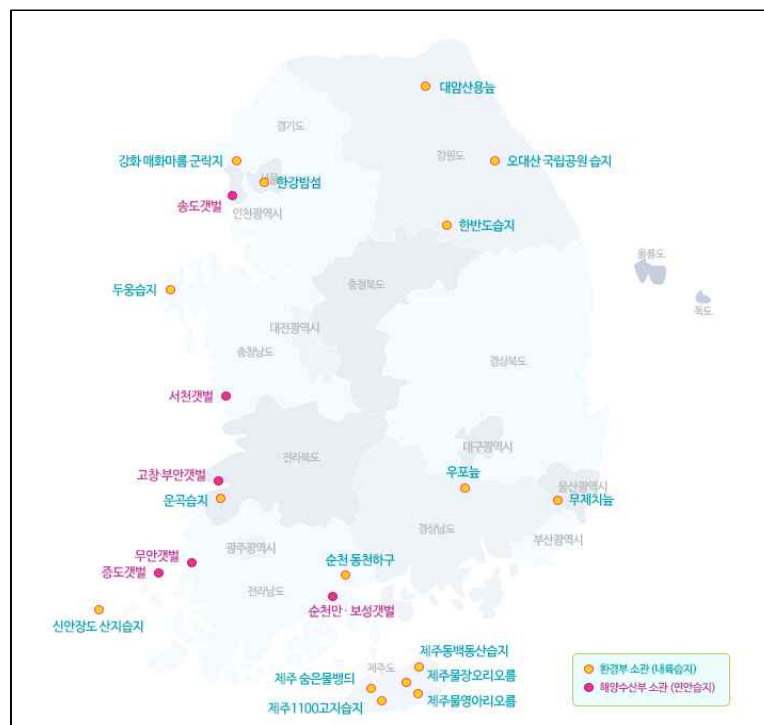 대암산용늪
경기도
강화 매화마름 군락지
강원도
오대산 국립공원 습지
한강밤섬
송도갯벌
인천광역시
한반도습지
울릉도
충청북도
두웅습지
독도
대전광역시
충청남도
경상북도
서천갯벌
대구광역시
전라북도
고창·부안갯벌
우포늪
울산광역시
운곡습지
무제치늪
경상남도
부산광역시
광주광역시
무안갯벌
순천 동천하구
증도갯벌
전라남도
순천만·보성갯벌
신안장도 산지습지
제주동백동산습지
제주도
제주 숨은물뱅듸
제주물장오리오름
제주1100고지습지
제주물영아리오름
환경부 소관 (내륙습지)
해양수산부 소관 (연안습지)